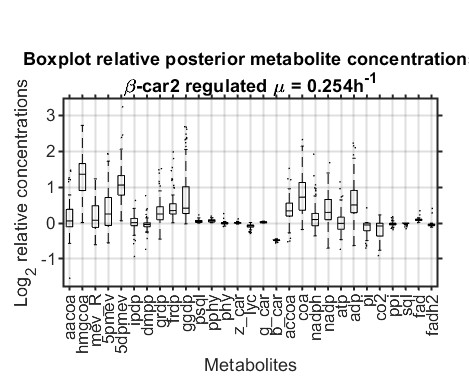 Boxplot relative posterior metabolite concentration
β-car2 regulated μ = 0.254h-1
Log2 relative concentrations
3
2
1
0
-1
aacoa
hmgcoa
mev_R
5pmev
5dpmev
ipdp
dmpp
grdp
frdp
ggdp
psql
pphy
phy
z_car
lyc
g_car
b_car
accoa
coa
nadph
nadp
atp
adp
pi
co2
ppi
sql
fad
fadh2
Metabolites